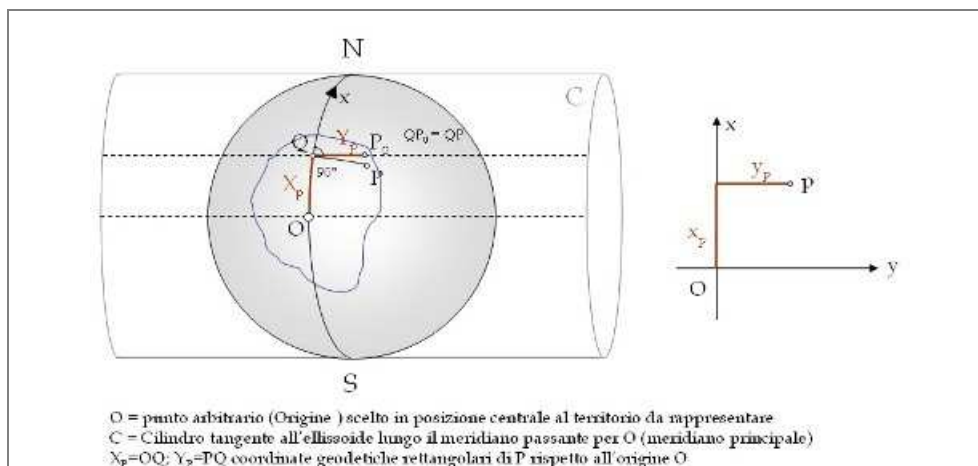 N
C
x
Q Y_P P_0 QP_0 = QP
90° P
X_P
O
S
x
y_P P
x_P
O y
O = punto arbitrario (Origine ) scelto in posizione centrale al territorio da rappresentare
C = Cilindro tangente all'ellissoide lungo il meridiano passante per O (meridiano principale)
X_P=OQ; Y_P=PQ coordinate geodetiche rettangolari di P rispetto all'origine O